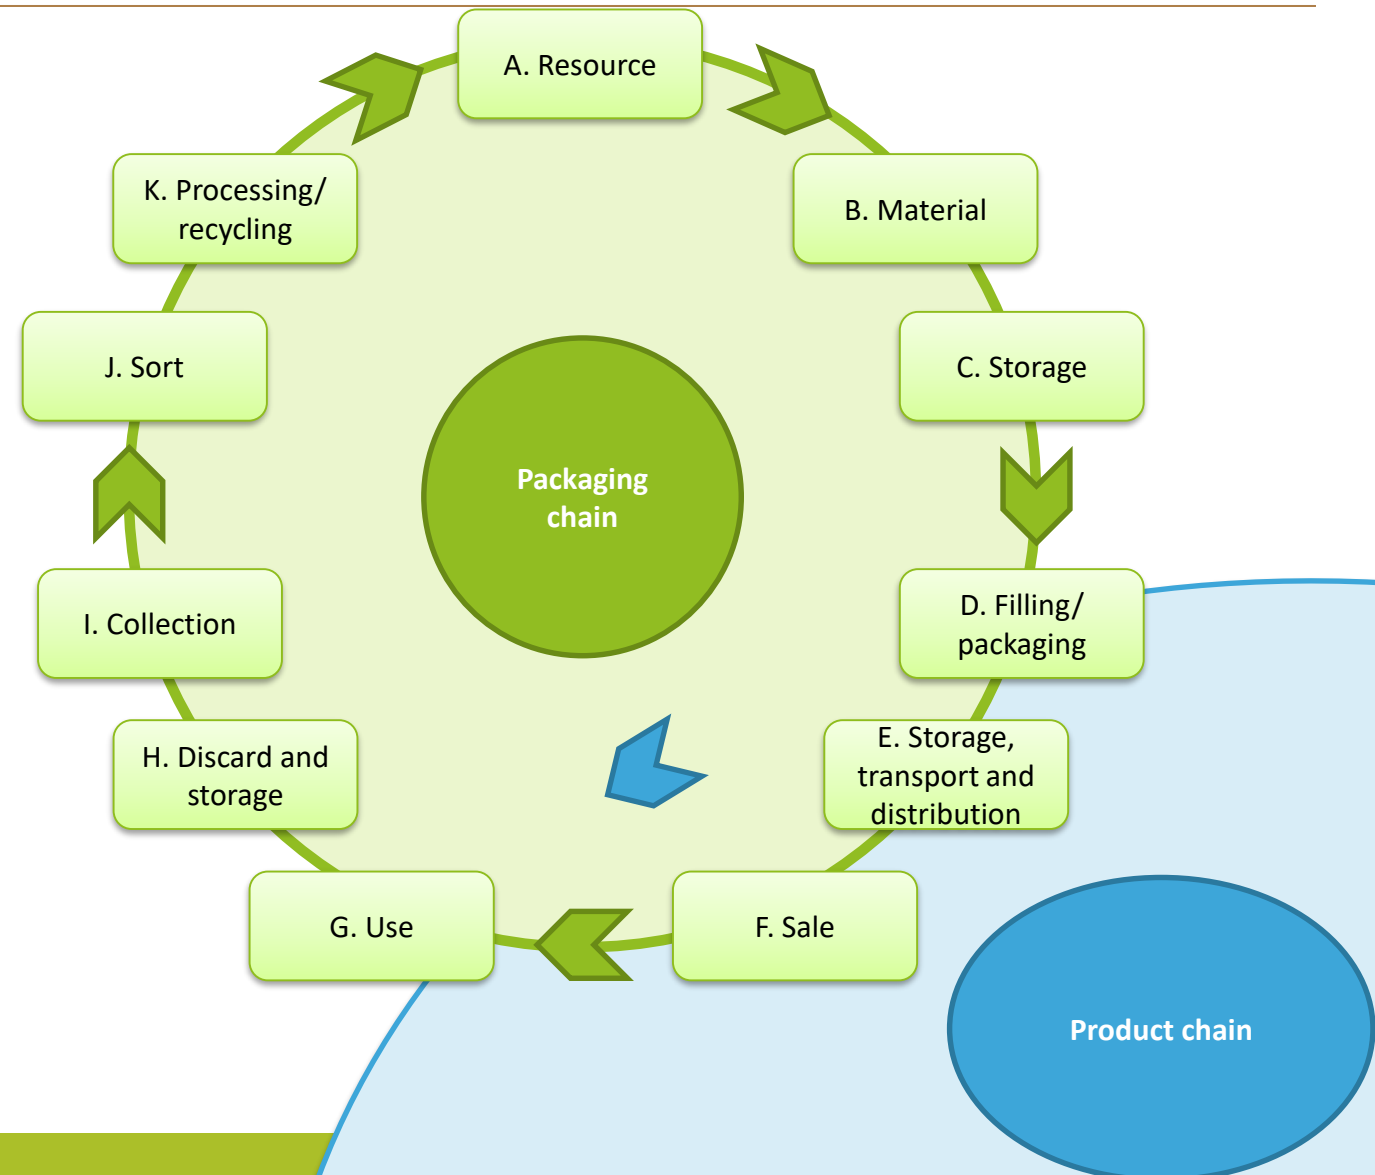 A. Resource
B. Material
C. Storage
D. Filling/
packaging
E. Storage,
transport and
distribution
F. Sale
G. Use
H. Discard and
storage
I. Collection
J. Sort
K. Processing/
recycling
Packaging
chain
Product chain